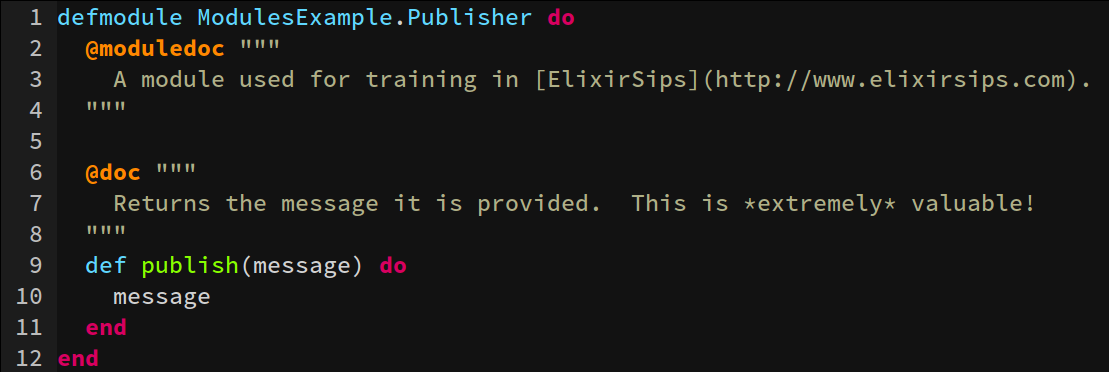 1 defmodule ModulesExample.Publisher do
2   @moduledoc """
3     A module used for training in [ElixirSips](http://www.elixirsips.com).
4   """
5
6   @doc """
7     Returns the message it is provided.  This is *extremely* valuable!
8   """
9   def publish(message) do
10     message
11   end
12 end